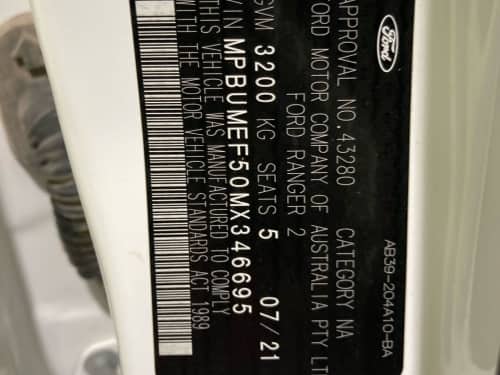 Ford
AB39-204A10-BA
APPROVAL NO.43280 CATEGORY NA
FORD MOTOR COMPANY OF AUSTRALIA PTY LT
FORD RANGER 2
GVM 3200 KG SEATS 5 07/21
VIN MPBUMEF50MX346695
THIS VEHICLE WAS MANUFACTURED TO COMPLY
WITH THE MOTOR VEHICLE STANDARDS ACT 1989